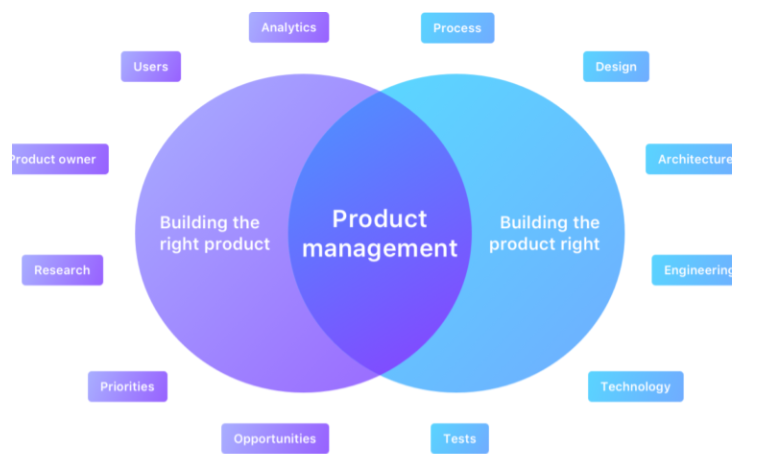 Analytics
Process
Users
Design
Product owner
Architecture
Building the
right product
Product
management
Building the
product right
Research
Engineering
Priorities
Technology
Opportunities
Tests